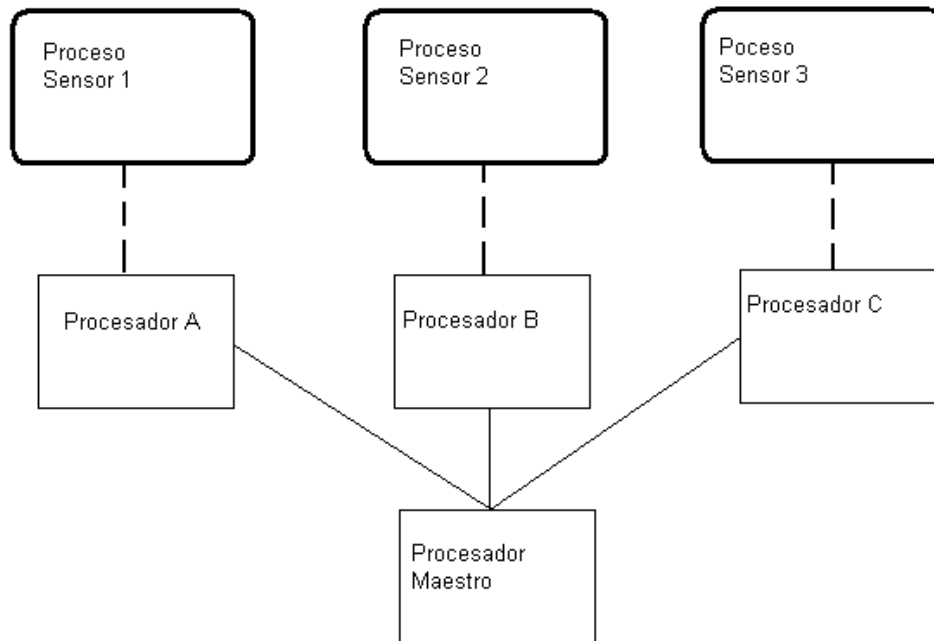 Proceso
Sensor 1
Proceso
Sensor 2
Poceso
Sensor 3
Procesador A
Procesador B
Procesador C
Procesador
Maestro